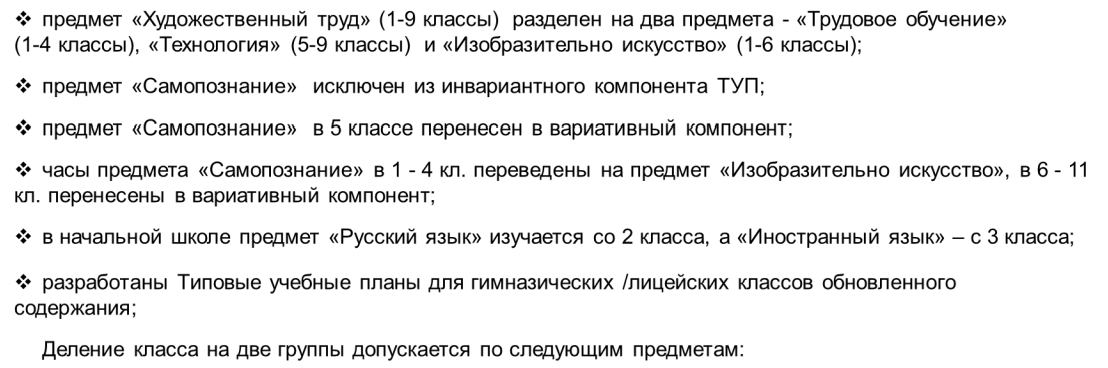 ❖ предмет «Художественный труд» (1-9 классы) разделен на два предмета - «Трудовое обучение»
(1-4 классы), «Технология» (5-9 классы) и «Изобразительно искусство» (1-6 классы);
❖ предмет «Самопознание» исключен из инвариантного компонента ТУП;
❖ предмет «Самопознание» в 5 классе перенесен в вариативный компонент;
❖ часы предмета «Самопознание» в 1 - 4 кл. переведены на предмет «Изобразительно искусство», в 6 - 11
кл. перенесены в вариативный компонент;
❖ в начальной школе предмет «Русский язык» изучается со 2 класса, а «Иностранный язык» – с 3 класса;
❖ разработаны Типовые учебные планы для гимназических /лицейских классов обновленного
содержания;
Деление класса на две группы допускается по следующим предметам: